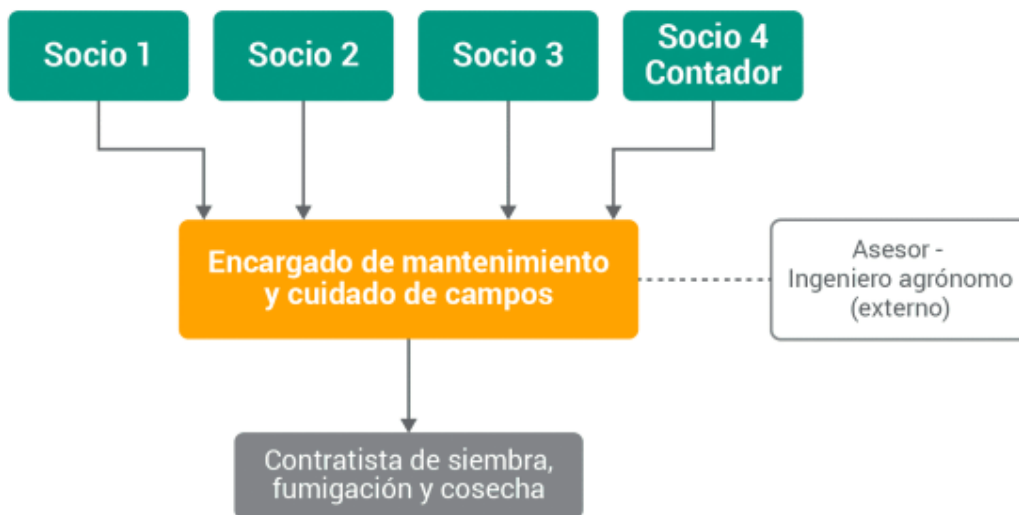 Socio 1
Socio 2
Socio 3
Socio 4
Contador
Encargado de mantenimiento
y cuidado de campos
Asesor -
Ingeniero agrónomo
(externo)
Contratista de siembra,
fumigación y cosecha